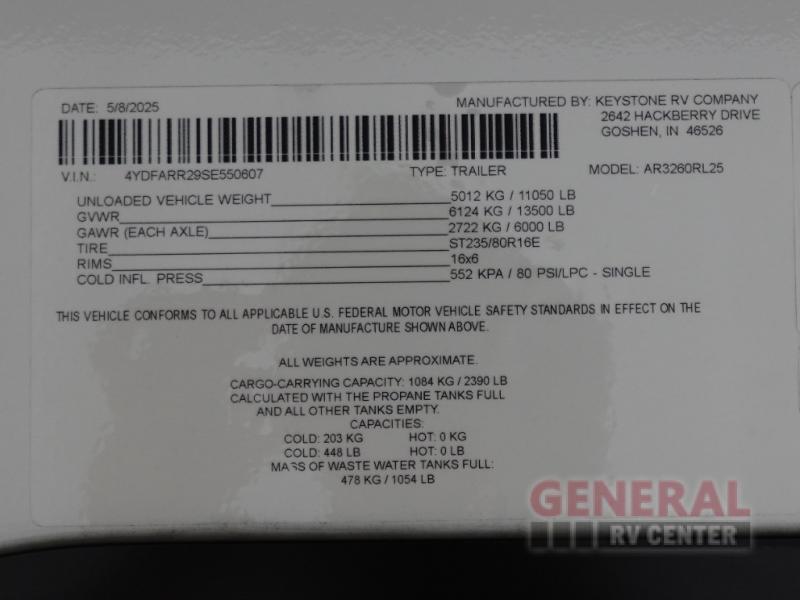 DATE: 5/8/2025
MANUFACTURED BY: KEYSTONE RV COMPANY
2642 HACKBERRY DRIVE
GOSHEN, IN 46526
V.I.N.: 4YDFARR29SE550607 TYPE: TRAILER MODEL: AR3260RL25
UNLOADED VEHICLE WEIGHT 5012 KG / 11050 LB
GVWR 6124 KG / 13500 LB
GAWR (EACH AXLE) 2722 KG / 6000 LB
TIRE ST235/80R16E
RIMS 16x6
COLD INFL. PRESS 552 KPA / 80 PSI/LPC - SINGLE
THIS VEHICLE CONFORMS TO ALL APPLICABLE U.S. FEDERAL MOTOR VEHICLE SAFETY STANDARDS IN EFFECT ON THE
DATE OF MANUFACTURE SHOWN ABOVE.
ALL WEIGHTS ARE APPROXIMATE.
CARGO-CARRYING CAPACITY: 1084 KG / 2390 LB
CALCULATED WITH THE PROPANE TANKS FULL
AND ALL OTHER TANKS EMPTY.
CAPACITIES:
COLD: 203 KG HOT: 0 KG
COLD: 448 LB HOT: 0 LB
MASS OF WASTE WATER TANKS FULL:
478 KG / 1054 LB
GENERAL
RV CENTER